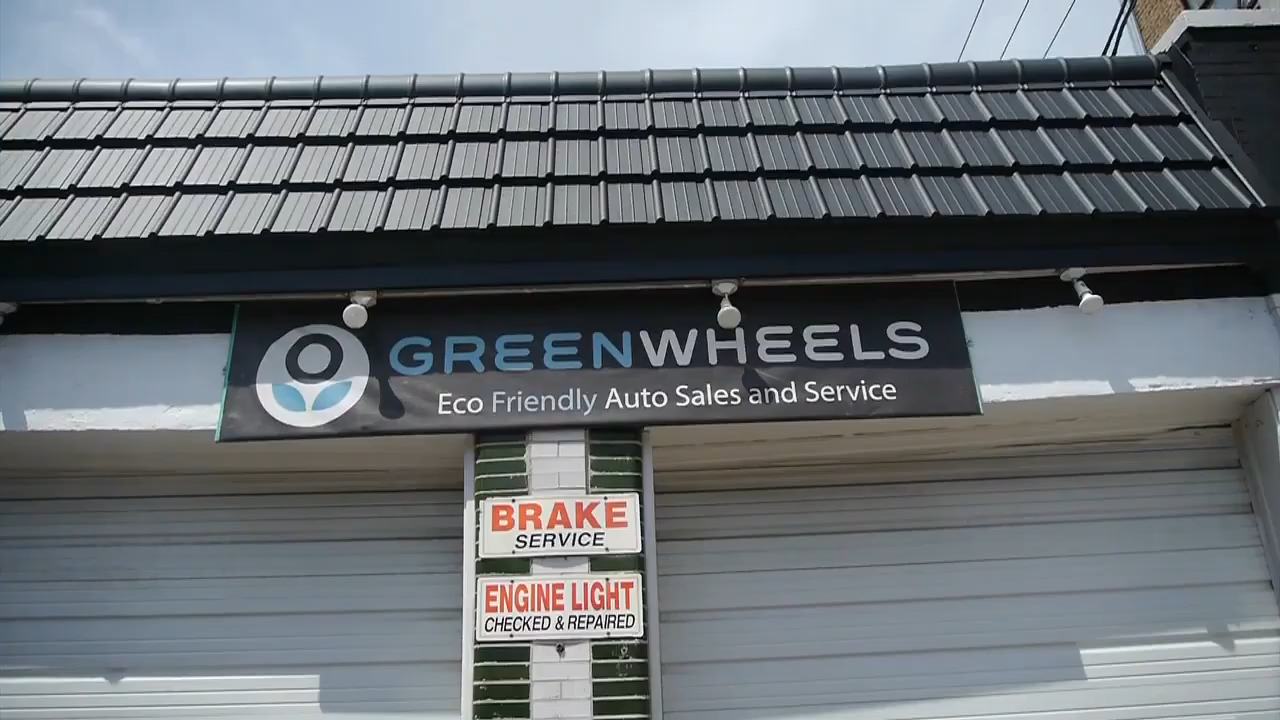 GREENWHEELS
Eco Friendly Auto Sales and Service
BRAKE
SERVICE
ENGINE LIGHT
CHECKED & REPAIRED